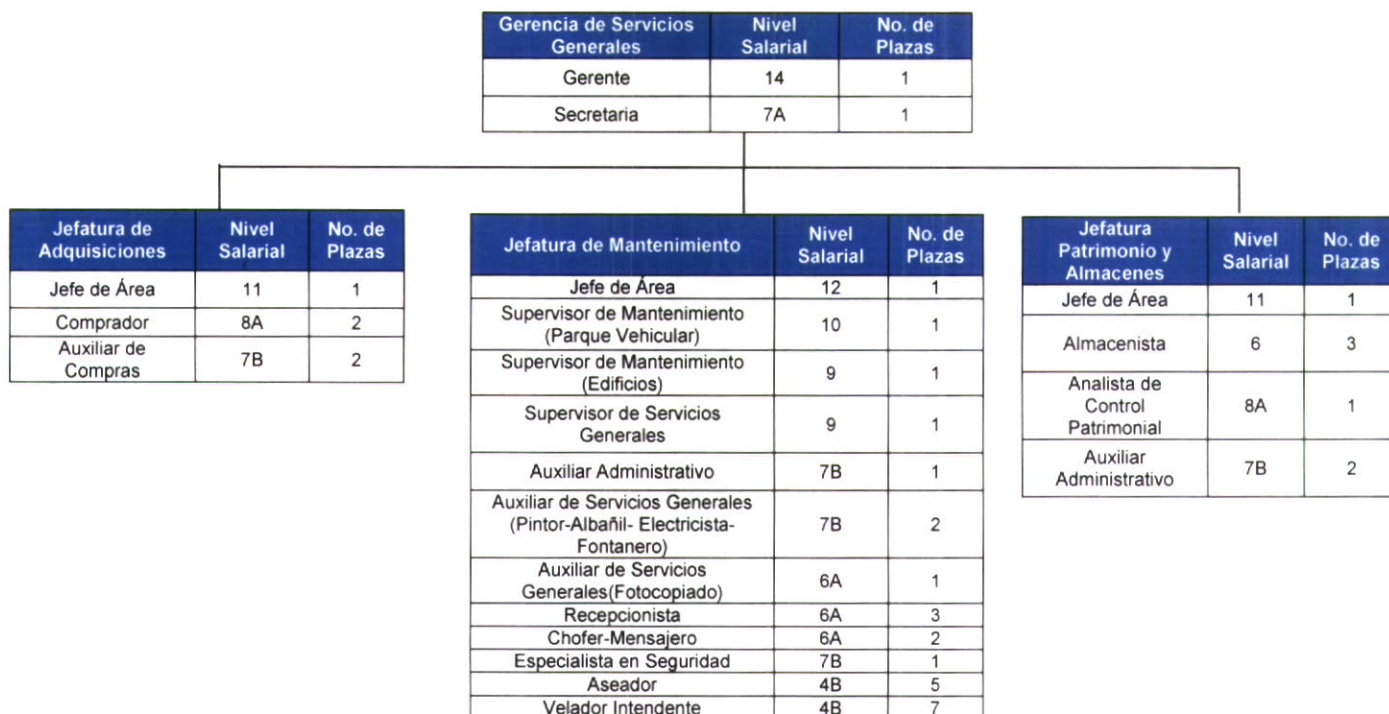 Gerencia de Servicios Generales Nivel Salarial No. de Plazas
Gerente 14 1
Secretaria 7A 1
Jefatura de Adquisiciones Nivel Salarial No. de Plazas
Jefe de Área 11 1
Comprador 8A 2
Auxiliar de Compras 7B 2
Jefatura de Mantenimiento Nivel Salarial No. de Plazas
Jefe de Área 12 1
Supervisor de Mantenimiento (Parque Vehicular) 10 1
Supervisor de Mantenimiento (Edificios) 9 1
Supervisor de Servicios Generales 9 1
Auxiliar Administrativo 7B 1
Auxiliar de Servicios Generales (Pintor-Albañil- Electricista- Fontanero) 7B 2
Auxiliar de Servicios Generales(Fotocopiado) 6A 1
Recepcionista 6A 3
Chofer-Mensajero 6A 2
Especialista en Seguridad 7B 1
Aseador 4B 5
Velador Intendente 4B 7
Jefatura Patrimonio y Almacenes Nivel Salarial No. de Plazas
Jefe de Área 11 1
Almacenista 6 3
Analista de Control Patrimonial 8A 1
Auxiliar Administrativo 7B 2